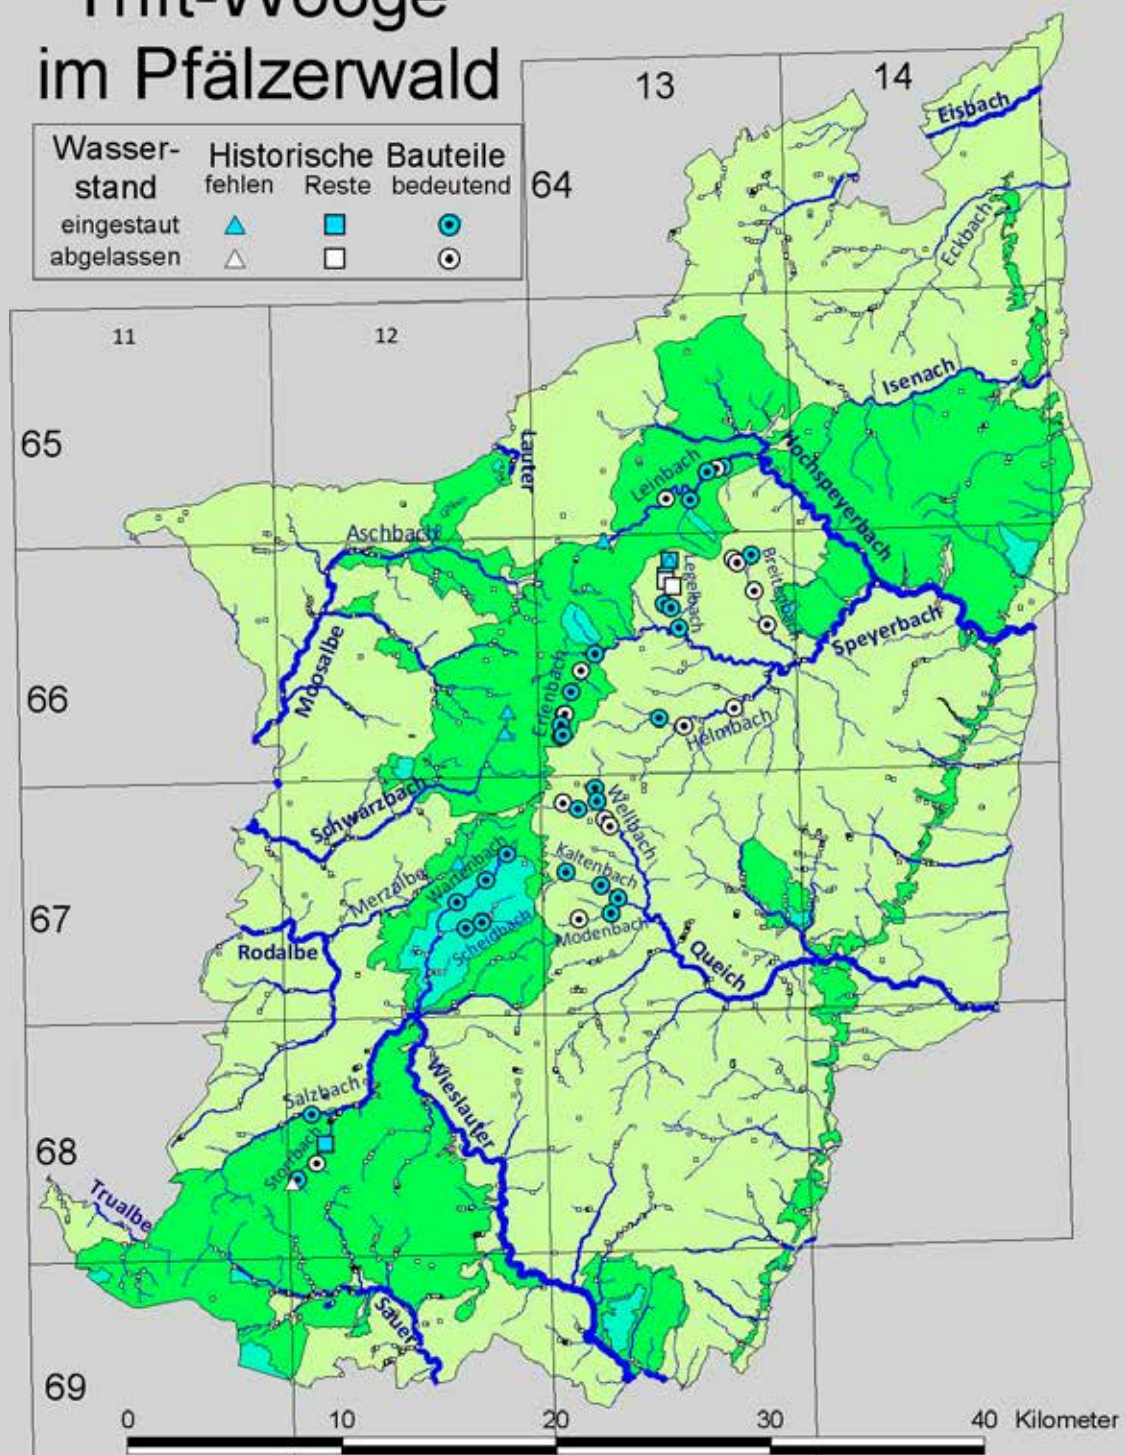 Trift-Wooge
im Pfälzerwald
Wasser-
stand
Historische Bauteile
fehlen Reste bedeutend
eingestaut
abgelassen
13
14
64
Eisbach
Eckbach
11
12
Isenach
65
Lauter
Hochspeyerbach
Leinbach
Aschbach
Legelbach
Breitenbach
Speyerbach
Moosalbe
66
Erlenbach
Helmbach
Schwarzbach
Wellbach
Kaltenbach
Wartenbach
Merzalbe
67
Scheidbach
Modenbach
Rodalbe
Queich
Wieslauter
Salzbach
Storrbach
68
Trualbe
Sauer
69
0 10 20 30 40 Kilometer